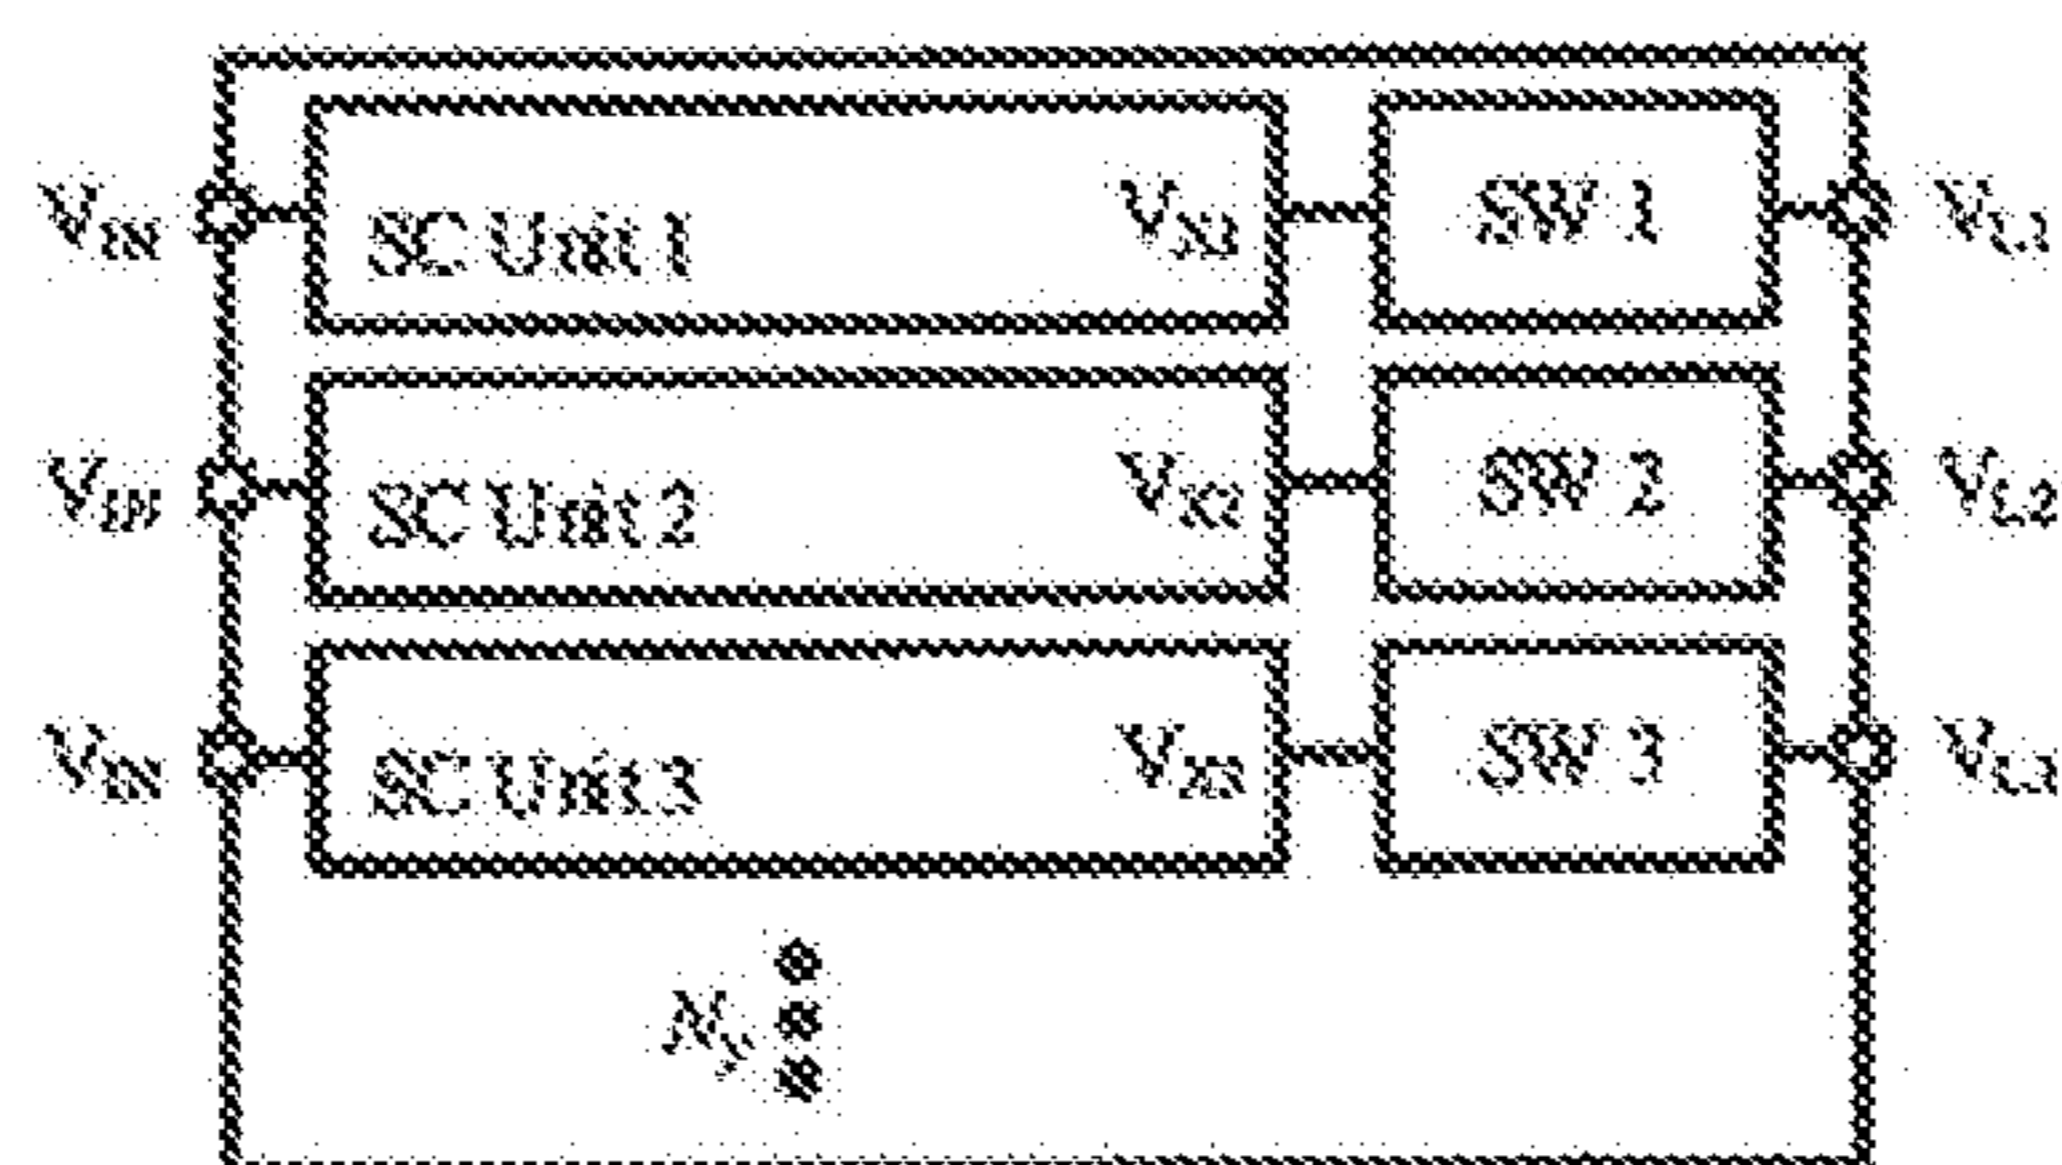 V_IN SC Unit 1 V_X1 SW 1 V_L1
V_IN SC Unit 2 V_X2 SW 2 V_L2
V_IN SC Unit 3 V_X3 SW 3 V_L3